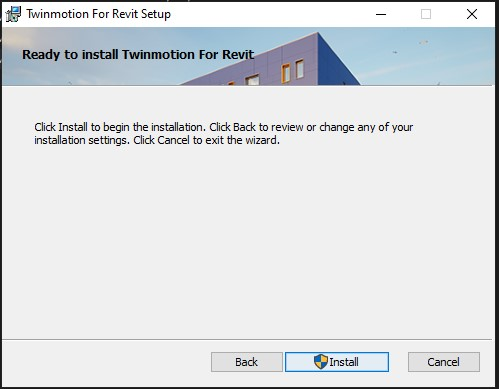 Twinmotion For Revit Setup
Ready to install Twinmotion For Revit
Click Install to begin the installation. Click Back to review or change any of your
installation settings. Click Cancel to exit the wizard.
Back Install Cancel